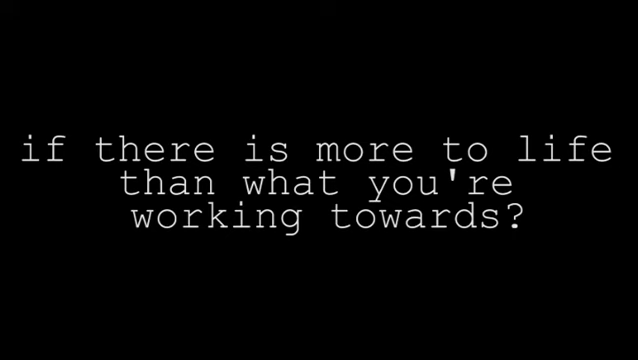 if there is more to life
than what you're
working towards?